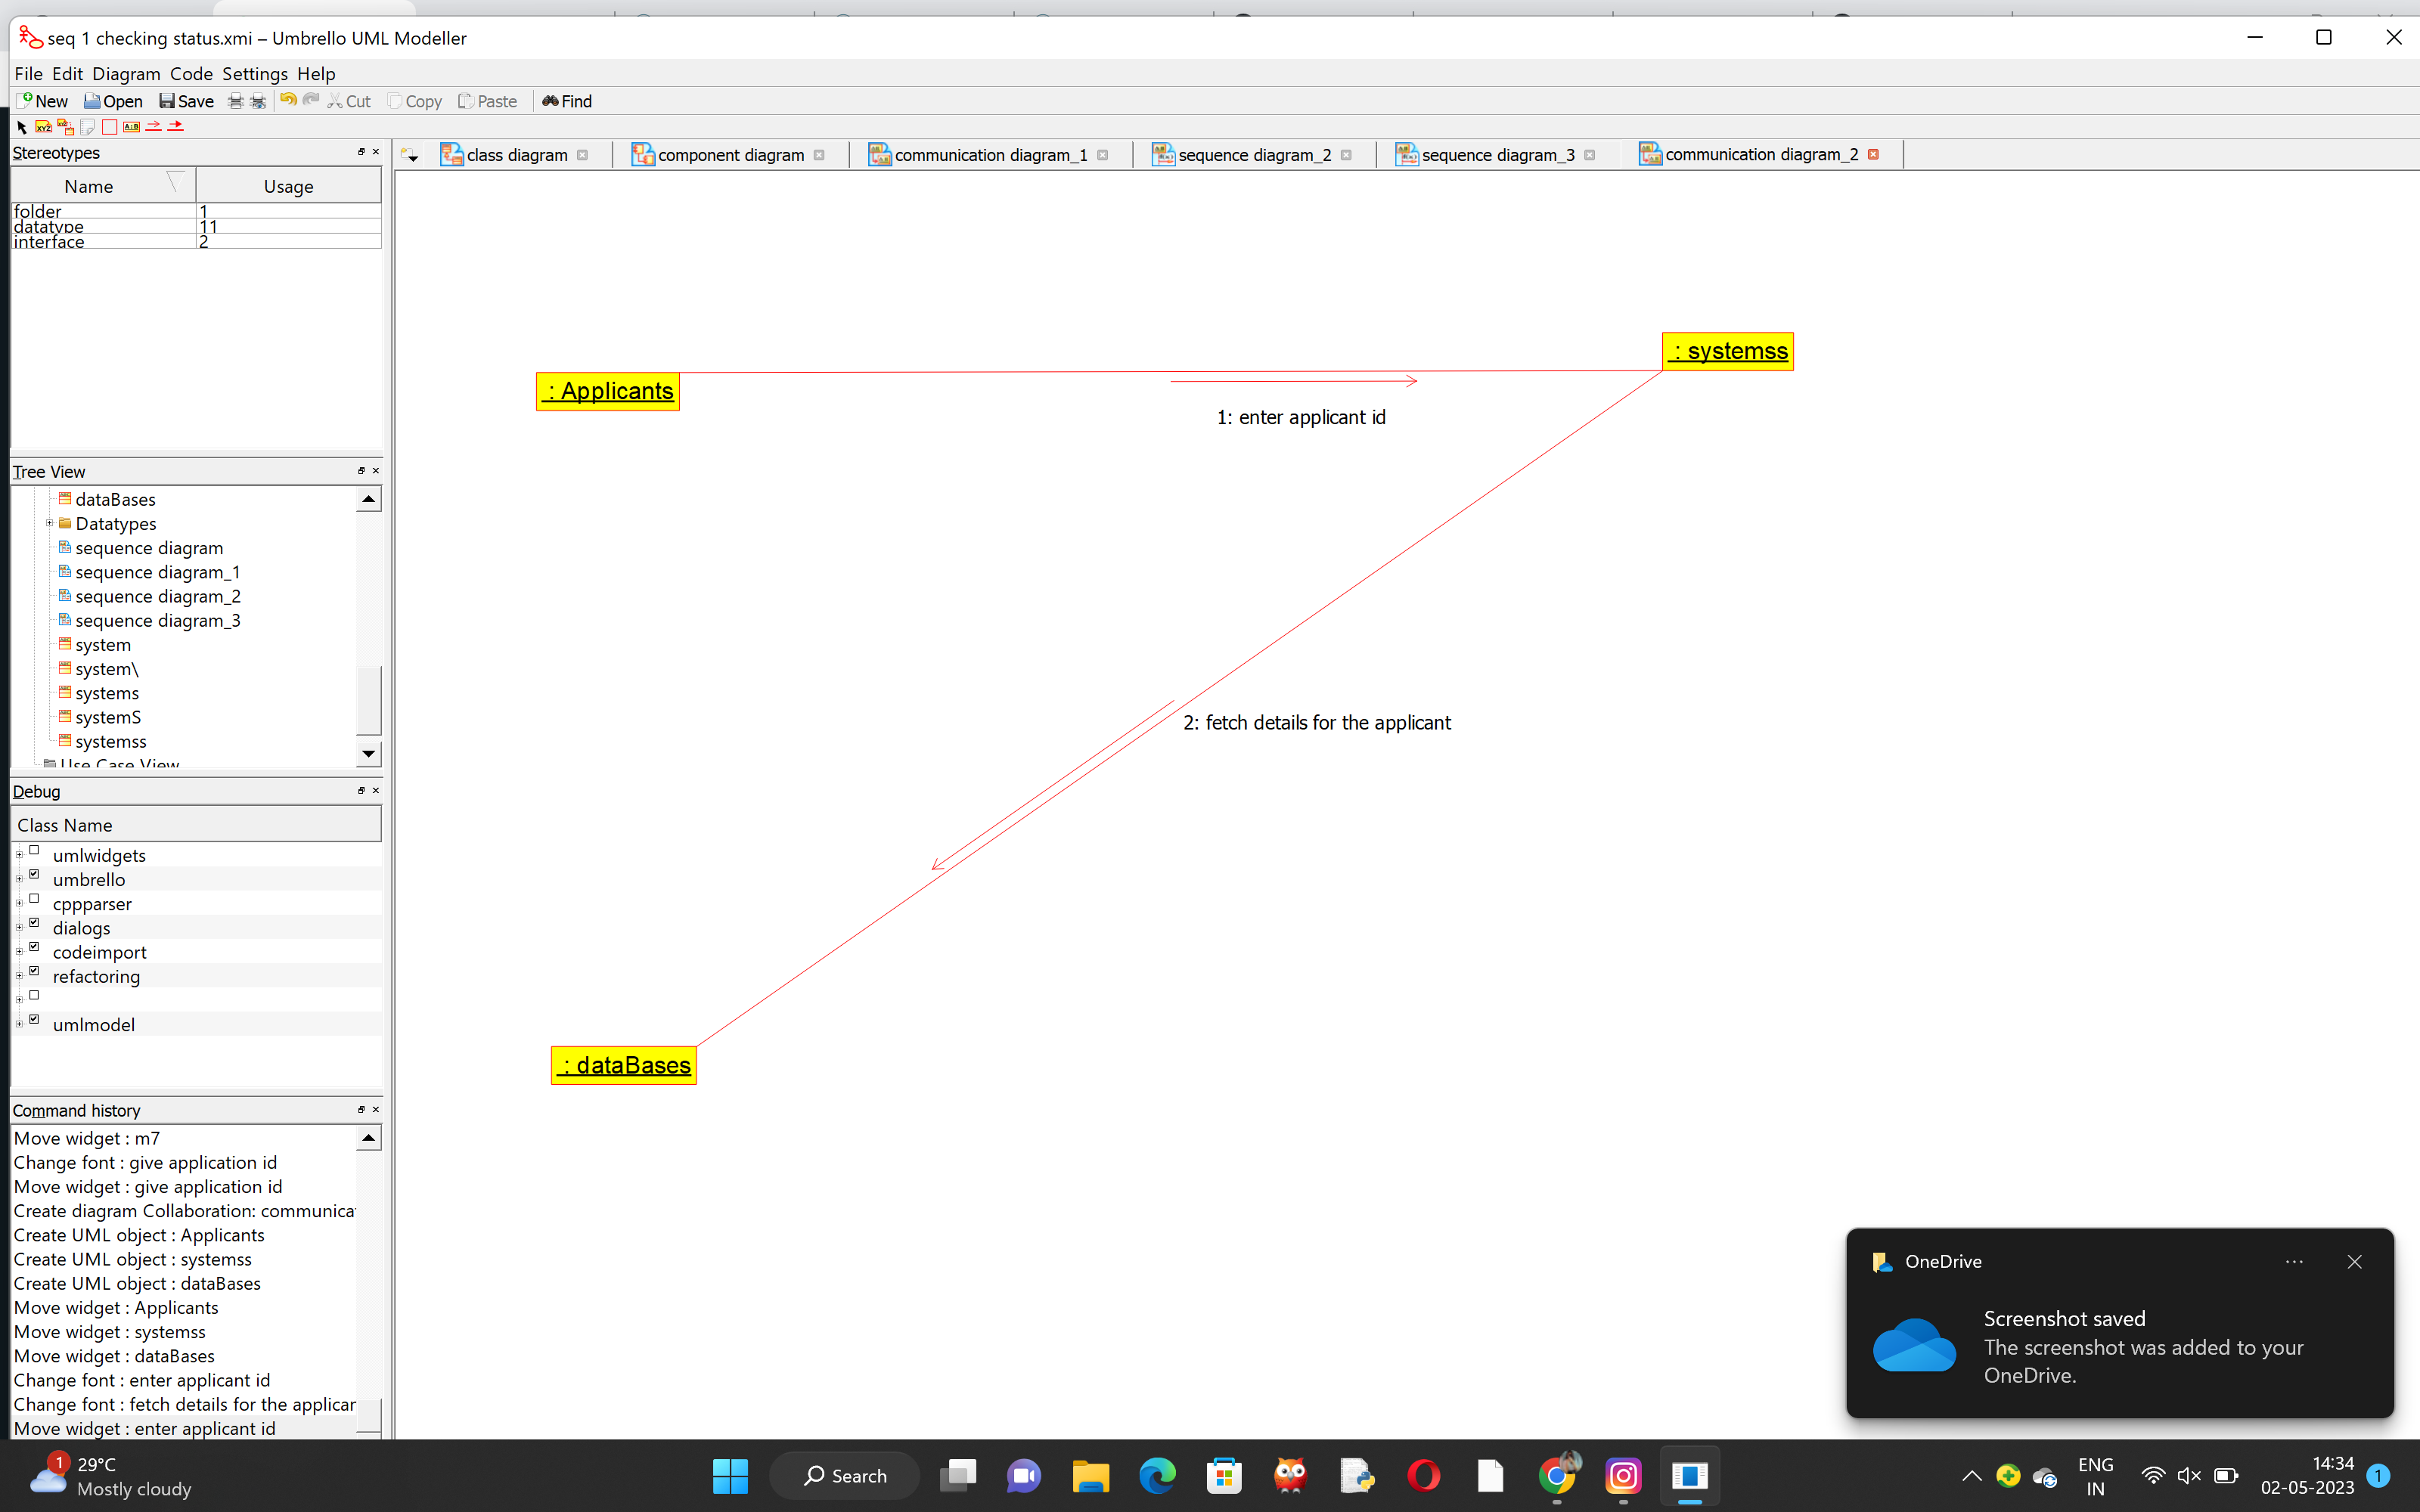 seq 1 checking status.xmi – Umbrello UML Modeller
File Edit Diagram Code Settings Help
New Open Save Cut Copy Paste Find
Stereotypes
Name Usage
folder 1
datatype 11
interface 2
Tree View
dataBases
Datatypes
sequence diagram
sequence diagram_1
sequence diagram_2
sequence diagram_3
system
system\
systems
systemS
systemss
Use Case View
Debug
Class Name
umlwidgets
umbrello
cppparser
dialogs
codeimport
refactoring
umlmodel
Command history
Move widget : m7
Change font : give application id
Move widget : give application id
Create diagram Collaboration: communica
Create UML object : Applicants
Create UML object : systemss
Create UML object : dataBases
Move widget : Applicants
Move widget : systemss
Move widget : dataBases
Change font : enter applicant id
Change font : fetch details for the applicar
Move widget : enter applicant id
class diagram component diagram communication diagram_1 sequence diagram_2 sequence diagram_3 communication diagram_2
: Applicants
: systemss
1: enter applicant id
2: fetch details for the applicant
: dataBases
OneDrive
Screenshot saved
The screenshot was added to your
OneDrive.
1
29°C
Mostly cloudy
Search
ENG
IN
14:34
02-05-2023
1